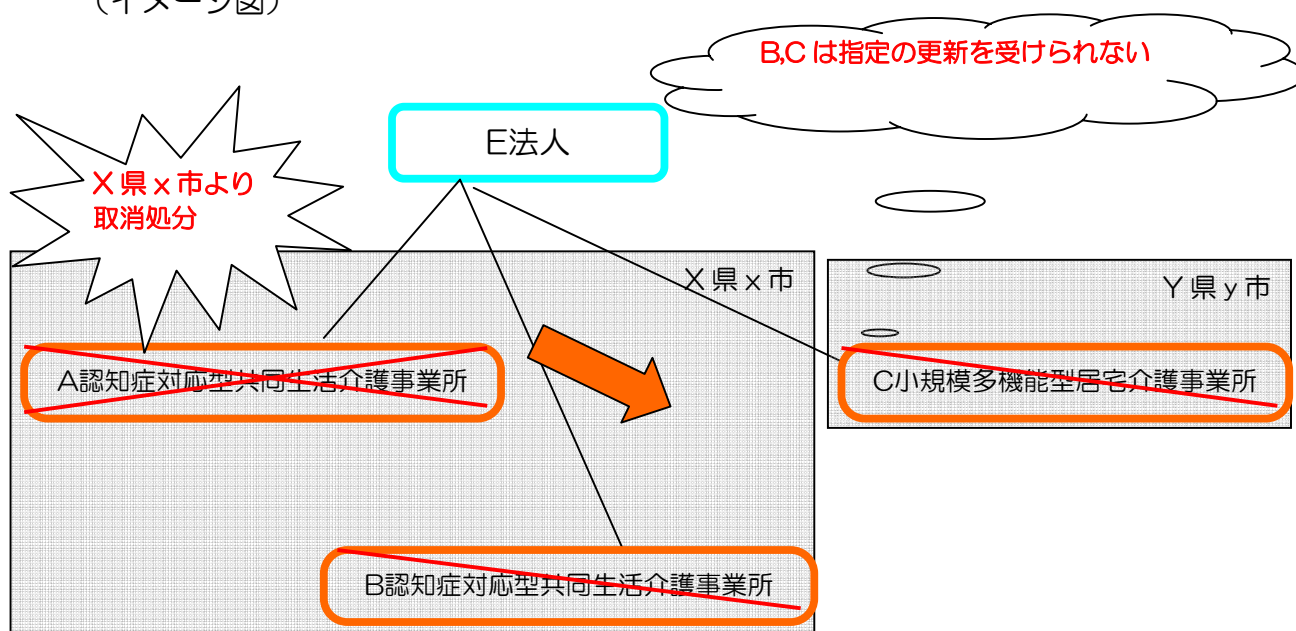 （イメージ図）
B,C は指定の更新を受けられない
E法人
X 県 x 市より
取消処分
X 県 x 市
Y 県 y 市
A認知症対応型共同生活介護事業所
C小規模多機能型居宅介護事業所
B認知症対応型共同生活介護事業所